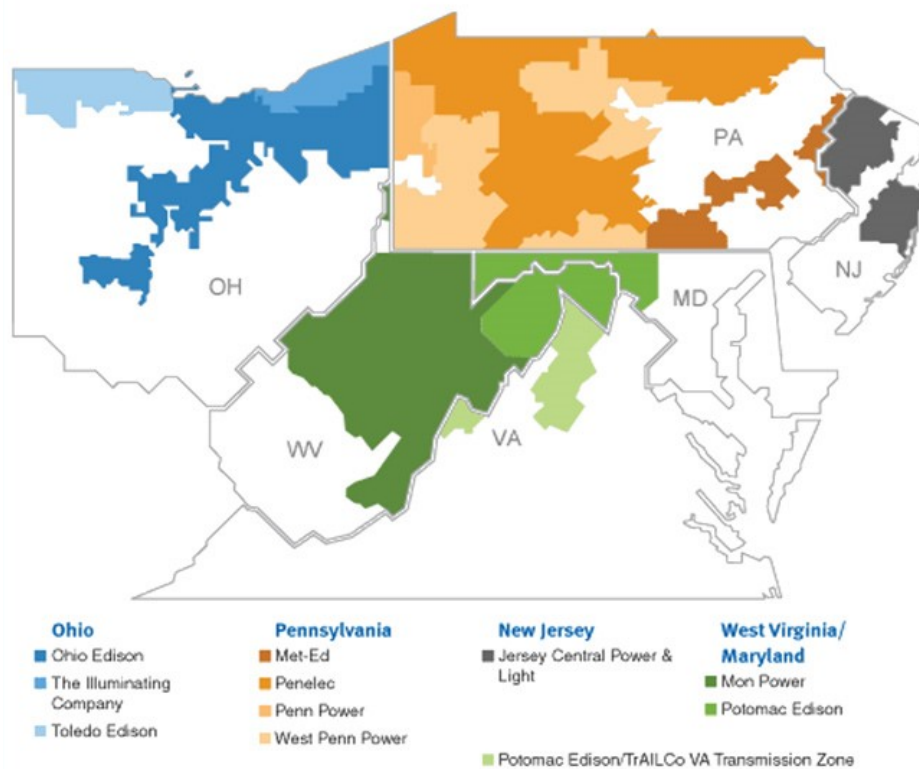 PA
NJ
OH
MD
WV
VA
Ohio
Ohio Edison
The Illuminating
Company
Toledo Edison
Pennsylvania
Met-Ed
Penelec
Penn Power
West Penn Power
New Jersey
Jersey Central Power &
Light
West Virginia/
Maryland
Mon Power
Potomac Edison
Potomac Edison/TrAILCo VA Transmission Zone